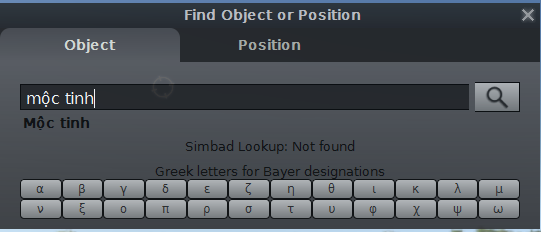 Find Object or Position
Object Position
mộc tinh
Mộc tinh
Simbad Lookup: Not found
Greek letters for Bayer designations
α β γ δ ε ζ η θ ι κ λ μ
ν ξ ο π ρ σ τ υ φ χ ψ ω